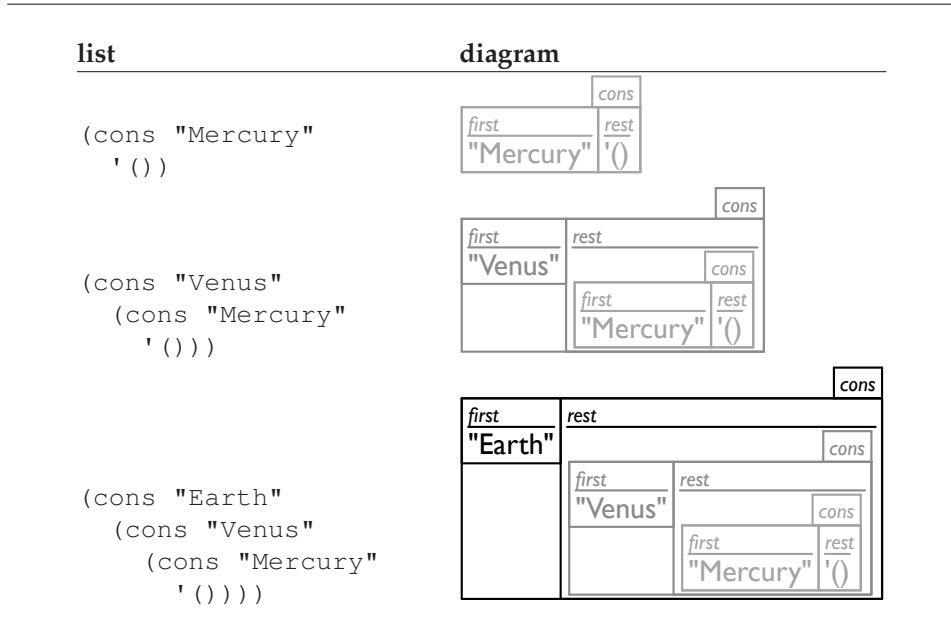 list diagram
(cons "Mercury"
'())
cons
first rest
"Mercury" '()
(cons "Venus"
(cons "Mercury"
'()))
cons
first rest
"Venus"
cons
first rest
"Mercury" '()
(cons "Earth"
(cons "Venus"
(cons "Mercury"
'())))
cons
first rest
"Earth"
cons
first rest
"Venus"
cons
first rest
"Mercury" '()